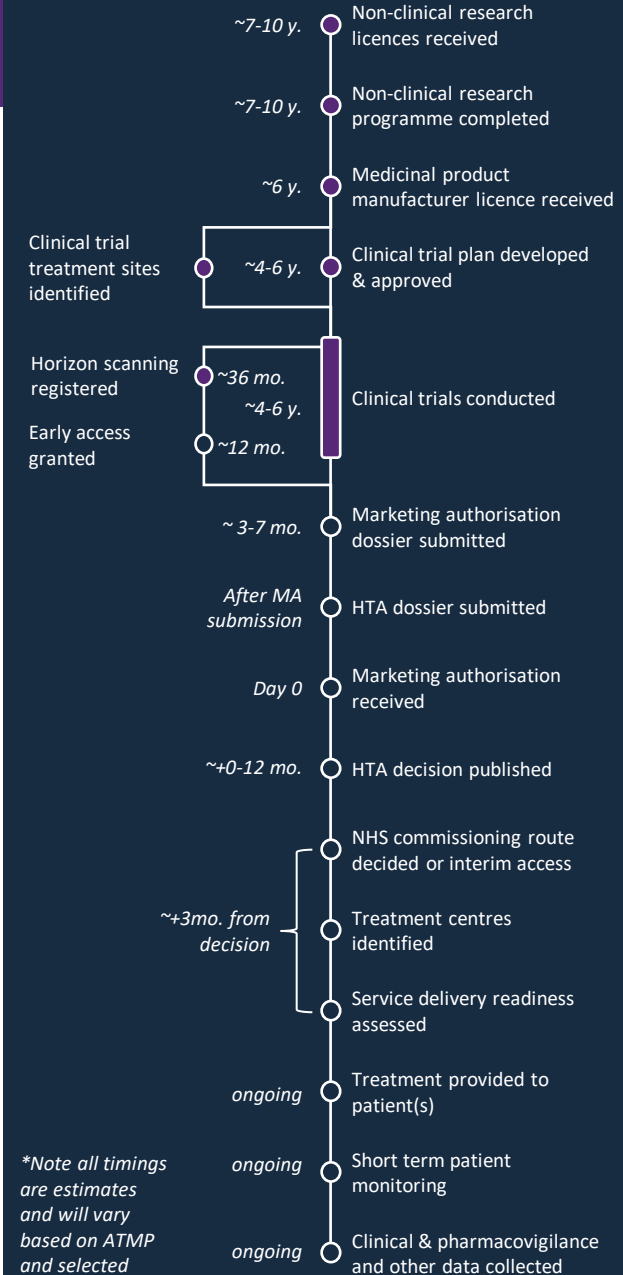 ~7-10 y.
Non-clinical research
licences received
~7-10 y.
Non-clinical research
programme completed
~6 y.
Medicinal product
manufacturer licence received
Clinical trial
treatment sites
identified
~4-6 y.
Clinical trial plan developed
& approved
Horizon scanning
registered
~36 mo.
~4-6 y.
Clinical trials conducted
Early access
granted
~12 mo.
~ 3-7 mo.
Marketing authorisation
dossier submitted
After MA
submission
HTA dossier submitted
Day 0
Marketing authorisation
received
~+0-12 mo.
HTA decision published
NHS commissioning route
decided or interim access
~+3mo. from
decision
Treatment centres
identified
Service delivery readiness
assessed
ongoing
Treatment provided to
patient(s)
ongoing
Short term patient
monitoring
ongoing
Clinical & pharmacovigilance
and other data collected
*Note all timings
are estimates
and will vary
based on ATMP
and selected